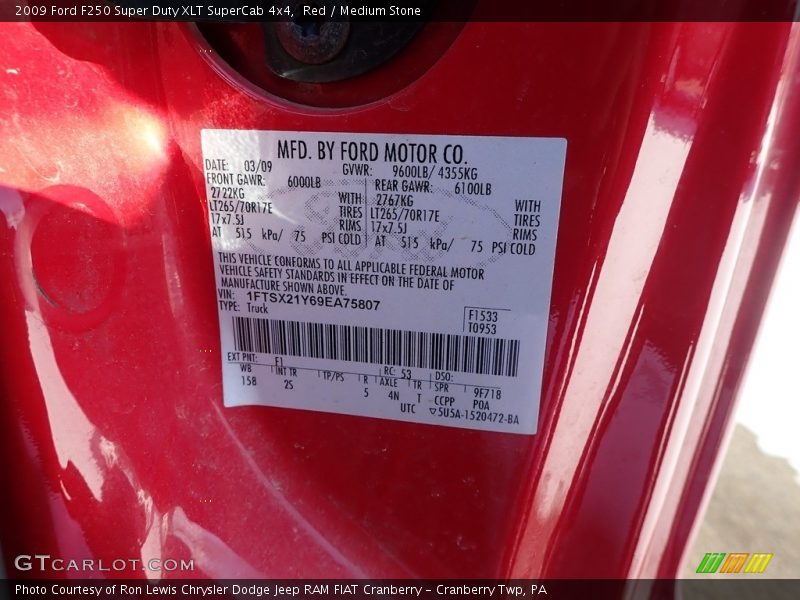 2009 Ford F250 Super Duty XLT SuperCab 4x4, Red / Medium Stone
MFD. BY FORD MOTOR CO.
DATE: 03/09 GVWR: 9600LB/ 4355KG
FRONT GAWR: 6000LB REAR GAWR: 6100LB
2722KG WITH 2767KG WITH
LT265/70R17E TIRES LT265/70R17E TIRES
17x7.5J RIMS 17x7.5J RIMS
AT 515 kPa/ 75 PSI COLD AT 515 kPa/ 75 PSI COLD
THIS VEHICLE CONFORMS TO ALL APPLICABLE FEDERAL MOTOR
VEHICLE SAFETY STANDARDS IN EFFECT ON THE DATE OF
MANUFACTURE SHOWN ABOVE.
VIN: 1FTSX21Y69EA75807
TYPE: Truck
F1533
T0953
EXT PNT: F1 RC: 53 DSO:
WB INT TR TP/PS R AXLE TR SPR 9F718
158 2S 5 4N T CCPP POA
UTC ▽5U5A-1520472-BA
GTCARLOT.COM
Photo Courtesy of Ron Lewis Chrysler Dodge Jeep RAM FIAT Cranberry – Cranberry Twp, PA